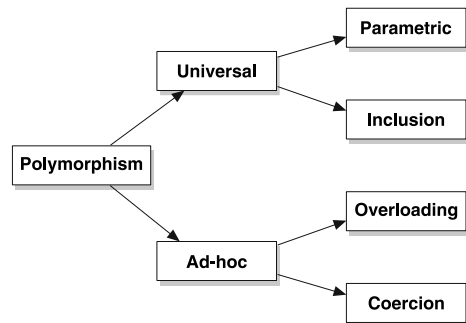 Parametric
Universal
Inclusion
Polymorphism
Overloading
Ad-hoc
Coercion